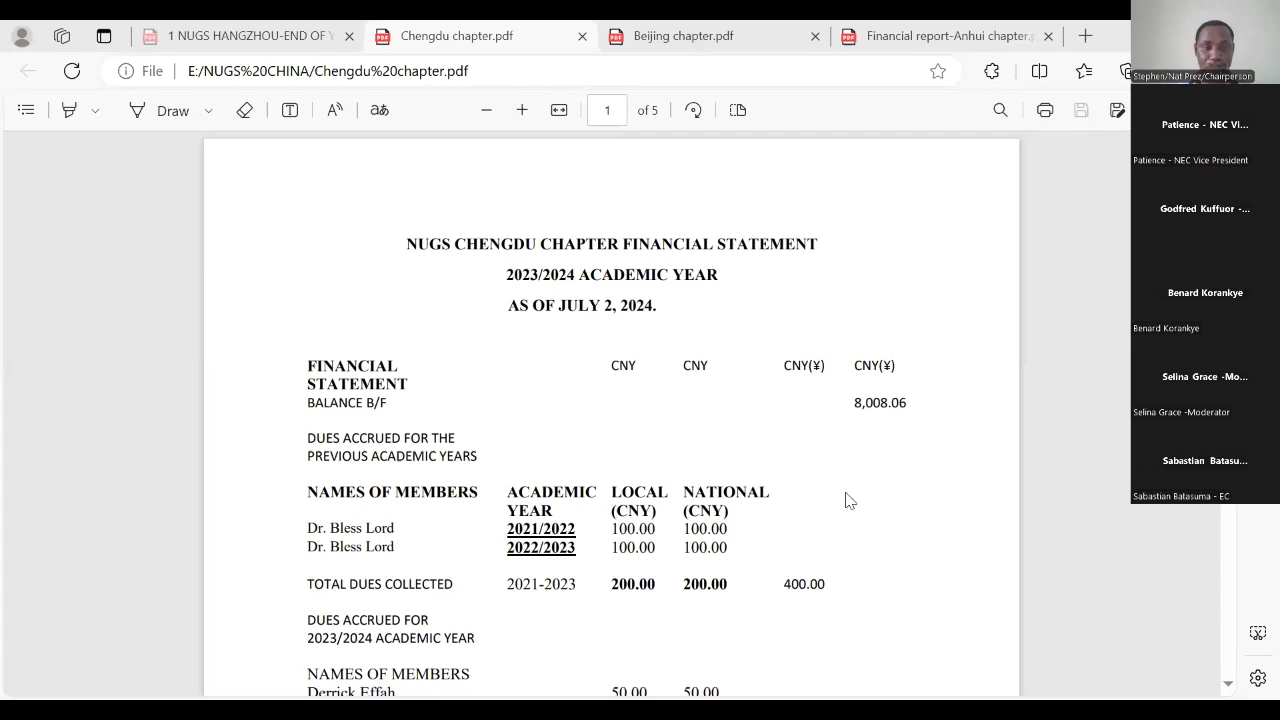 1 NUGS HANGZHOU-END OF Y
Chengdu chapter.pdf
Beijing chapter.pdf
Financial report-Anhui chapter.
File
E:/NUGS%20CHINA/Chengdu%20chapter.pdf
Draw
aあ
1
of 5
NUGS CHENGDU CHAPTER FINANCIAL STATEMENT
2023/2024 ACADEMIC YEAR
AS OF JULY 2, 2024.
FINANCIAL STATEMENT CNY CNY CNY(¥) CNY(¥)
BALANCE B/F 8,008.06
DUES ACCRUED FOR THE
PREVIOUS ACADEMIC YEARS
NAMES OF MEMBERS ACADEMIC YEAR LOCAL (CNY) NATIONAL (CNY)
Dr. Bless Lord 2021/2022 100.00 100.00
Dr. Bless Lord 2022/2023 100.00 100.00
TOTAL DUES COLLECTED 2021-2023 200.00 200.00 400.00
DUES ACCRUED FOR
2023/2024 ACADEMIC YEAR
NAMES OF MEMBERS
Derrick Effah 50.00 50.00
Stephen/Nat Prez/Chairperson
Patience - NEC Vi...
Patience - NEC Vice President
Godfred Kuffuor -...
Benard Korankye
Benard Korankye
Selina Grace -Mo...
Selina Grace -Moderator
Sabastian Batasu...
Sabastian Batasuma - EC